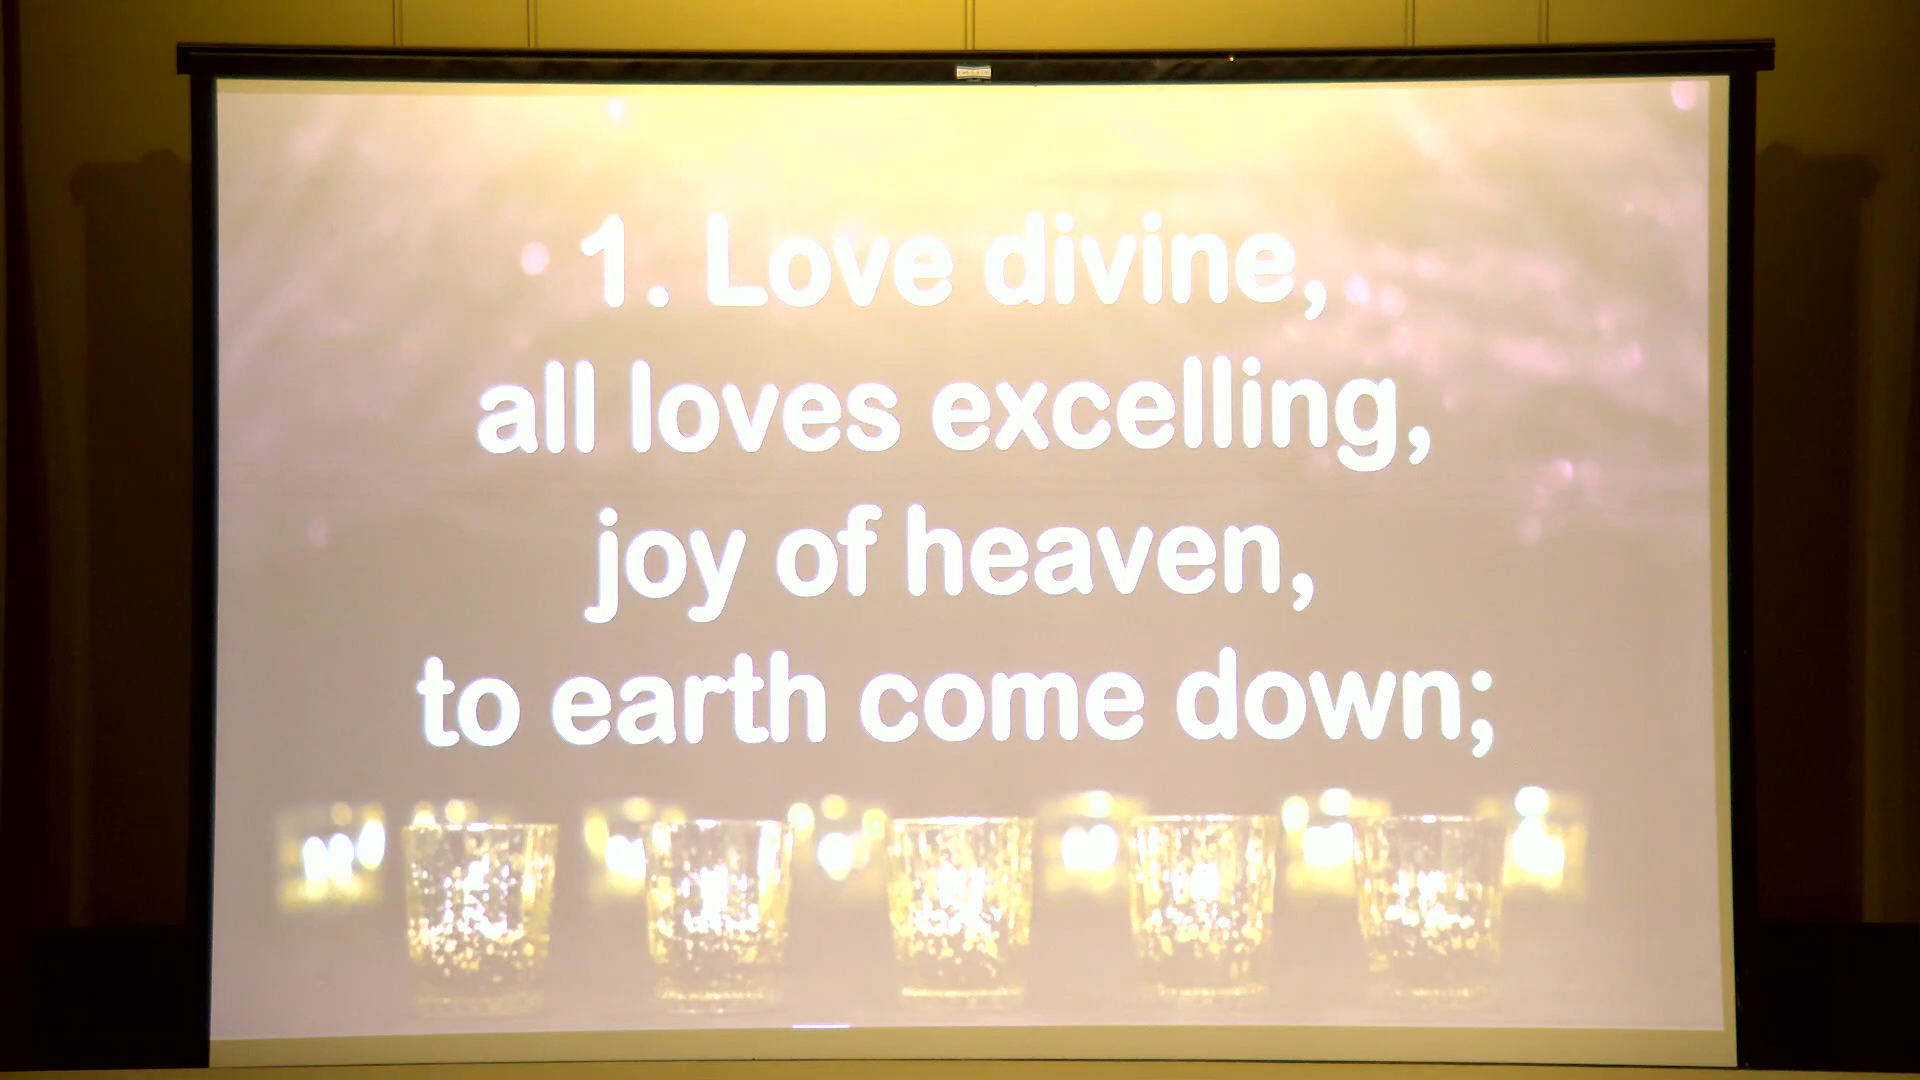 1. Love divine,
all loves excelling,
joy of heaven,
to earth come down;